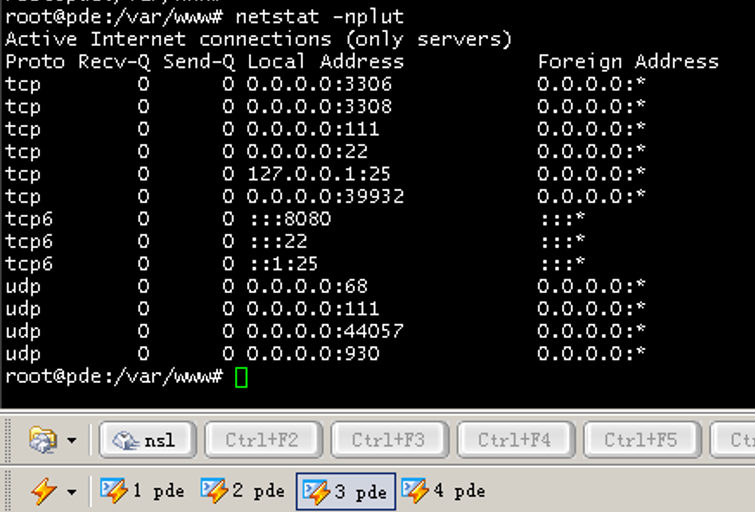 root@pde:/var/www# netstat -nplut
Active Internet connections (only servers)
Proto Recv-Q Send-Q Local Address Foreign Address
tcp 0 0 0.0.0.0:3306 0.0.0.0:*
tcp 0 0 0.0.0.0:3308 0.0.0.0:*
tcp 0 0 0.0.0.0:111 0.0.0.0:*
tcp 0 0 0.0.0.0:22 0.0.0.0:*
tcp 0 0 127.0.0.1:25 0.0.0.0:*
tcp 0 0 0.0.0.0:39932 0.0.0.0:*
tcp6 0 0 :::8080 :::*
tcp6 0 0 :::22 :::*
tcp6 0 0 ::1:25 :::*
udp 0 0 0.0.0.0:68 0.0.0.0:*
udp 0 0 0.0.0.0:111 0.0.0.0:*
udp 0 0 0.0.0.0:44057 0.0.0.0:*
udp 0 0 0.0.0.0:930 0.0.0.0:*
root@pde:/var/www#
nsl Ctrl+F2 Ctrl+F3 Ctrl+F4 Ctrl+F5
1 pde 2 pde 3 pde 4 pde